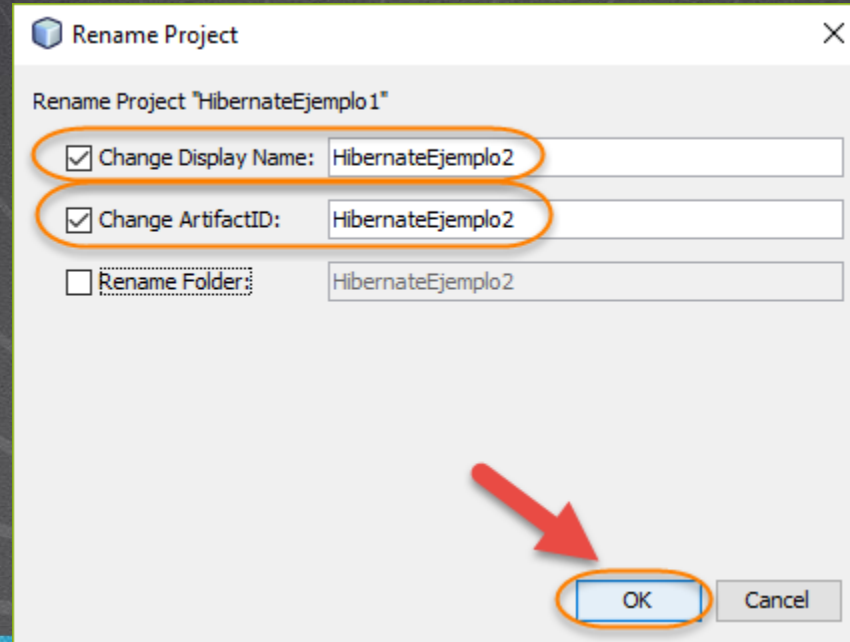 Rename Project
Rename Project "HibernateEjemplo1"
Change Display Name: HibernateEjemplo2
Change ArtifactID: HibernateEjemplo2
Rename Folder: HibernateEjemplo2
OK Cancel